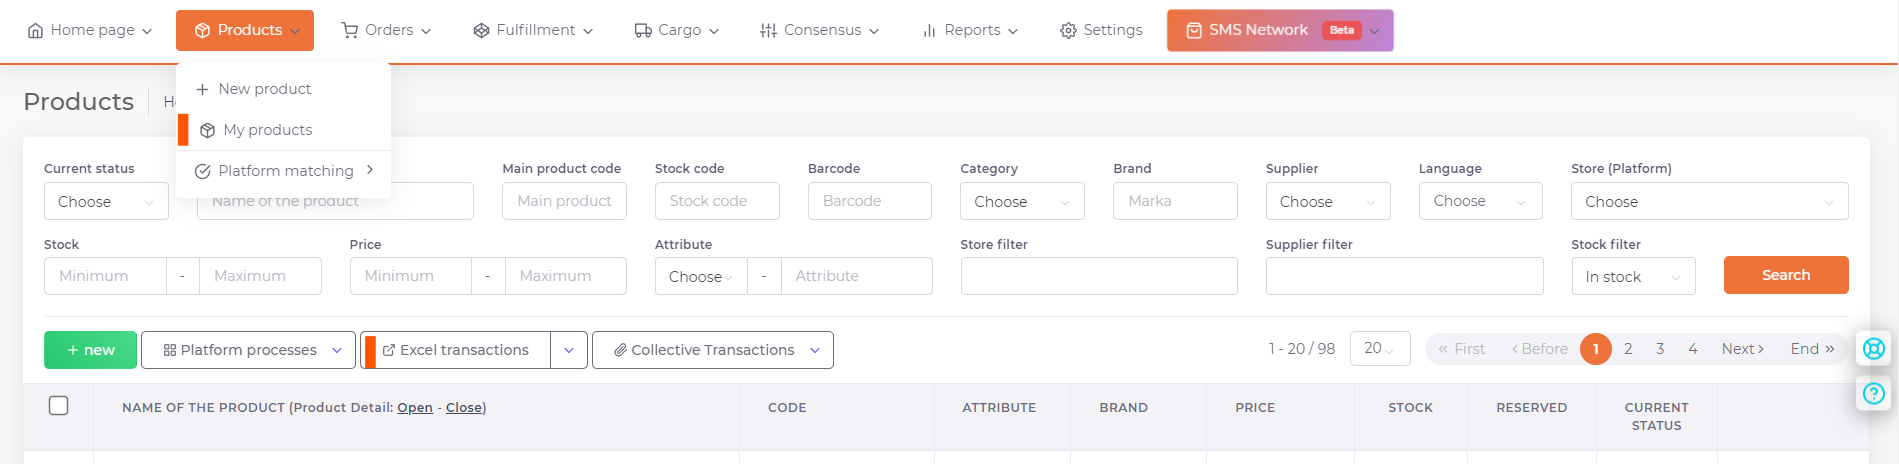 Home page
Products
Orders
Fulfillment
Cargo
Consensus
Reports
Settings
SMS Network Beta
+ New product
My products
Platform matching
Products
Current status
Main product code
Stock code
Barcode
Category
Brand
Supplier
Language
Store (Platform)
Choose
Name of the product
Main product
Stock code
Barcode
Choose
Marka
Choose
Choose
Choose
Stock
Price
Attribute
Store filter
Supplier filter
Stock filter
Minimum - Maximum
Minimum - Maximum
Choose - Attribute
In stock
Search
+ new
Platform processes
Excel transactions
Collective Transactions
1 - 20 / 98
20
« First
‹ Before
1 2 3 4
Next ›
End »
NAME OF THE PRODUCT (Product Detail: Open - Close)
CODE
ATTRIBUTE
BRAND
PRICE
STOCK
RESERVED
CURRENT
STATUS